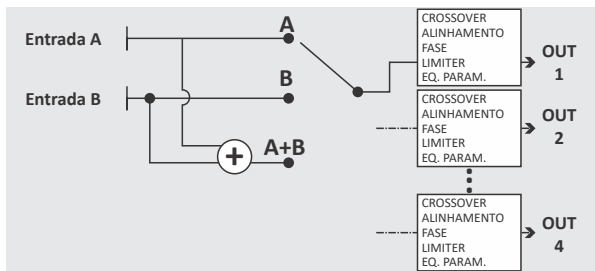 Entrada A
A
Entrada B
B
A+B
+
CROSSOVER
ALINHAMENTO
FASE
LIMITER
EQ. PARAM.
OUT
1
CROSSOVER
ALINHAMENTO
FASE
LIMITER
EQ. PARAM.
OUT
2
CROSSOVER
ALINHAMENTO
FASE
LIMITER
EQ. PARAM.
OUT
4